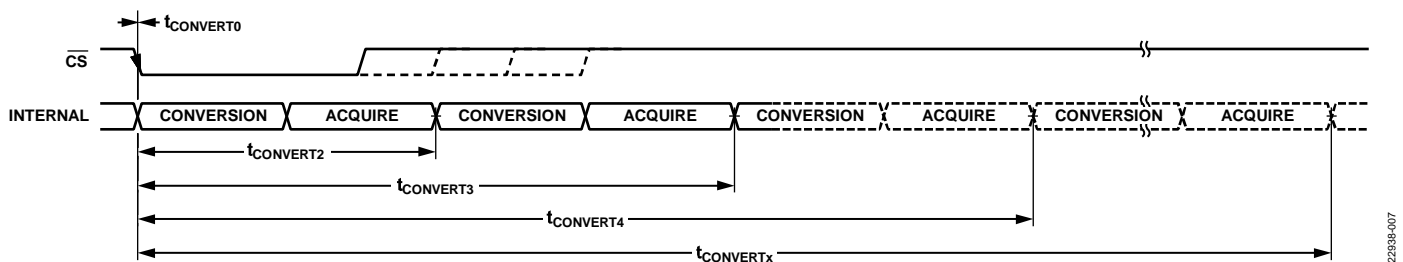 tCONVERT0
CS
INTERNAL CONVERSION ACQUIRE CONVERSION ACQUIRE CONVERSION ACQUIRE CONVERSION ACQUIRE
tCONVERT2
tCONVERT3
tCONVERT4
tCONVERTx
22938-007